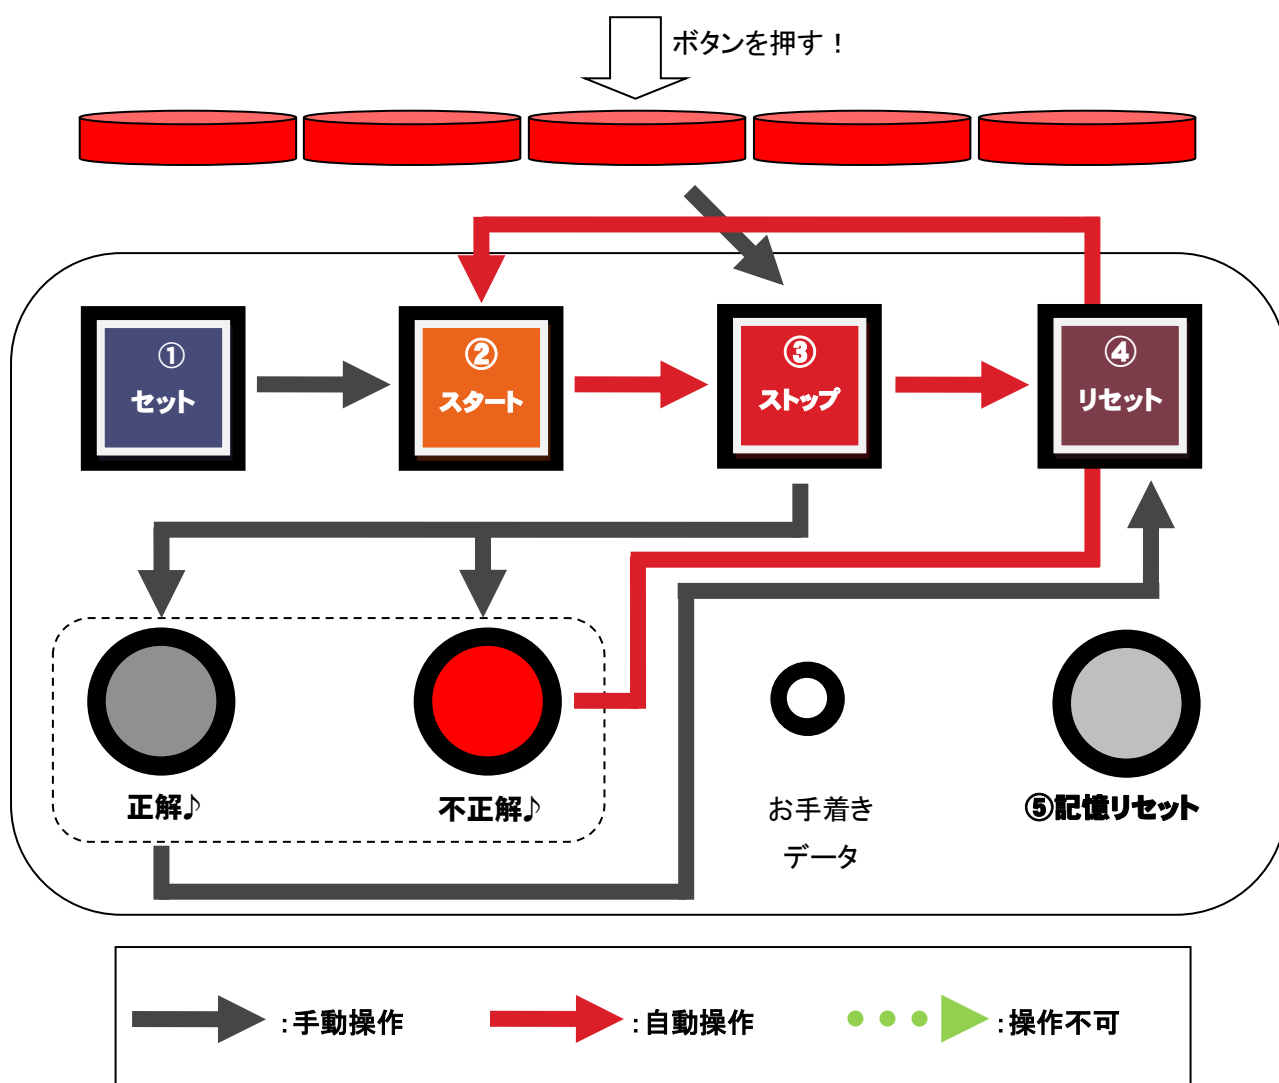 ボタンを押す！
①
セット
②
スタート
③
ストップ
④
リセット
正解♪
不正解♪
お手着き
データ
⑤記憶リセット
:手動操作
:自動操作
:操作不可